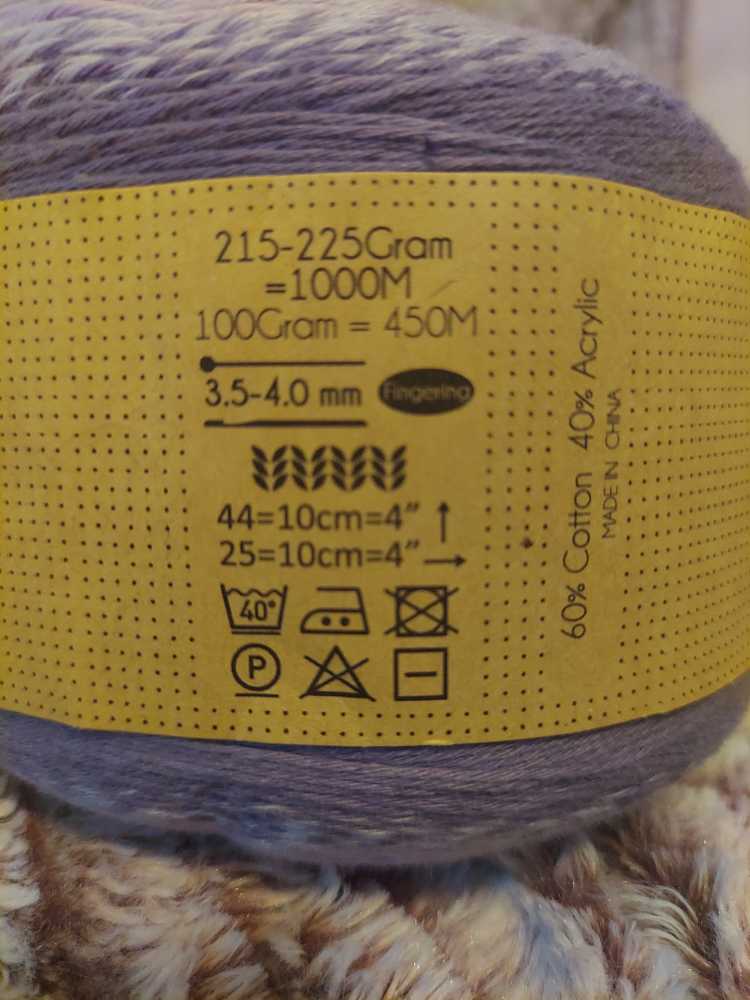 215-225Gram
=1000M
100Gram = 450M
3.5-4.0 mm
Fingering
44=10cm=4”
25=10cm=4”
40°
P
60% Cotton 40% Acrylic
MADE IN CHINA